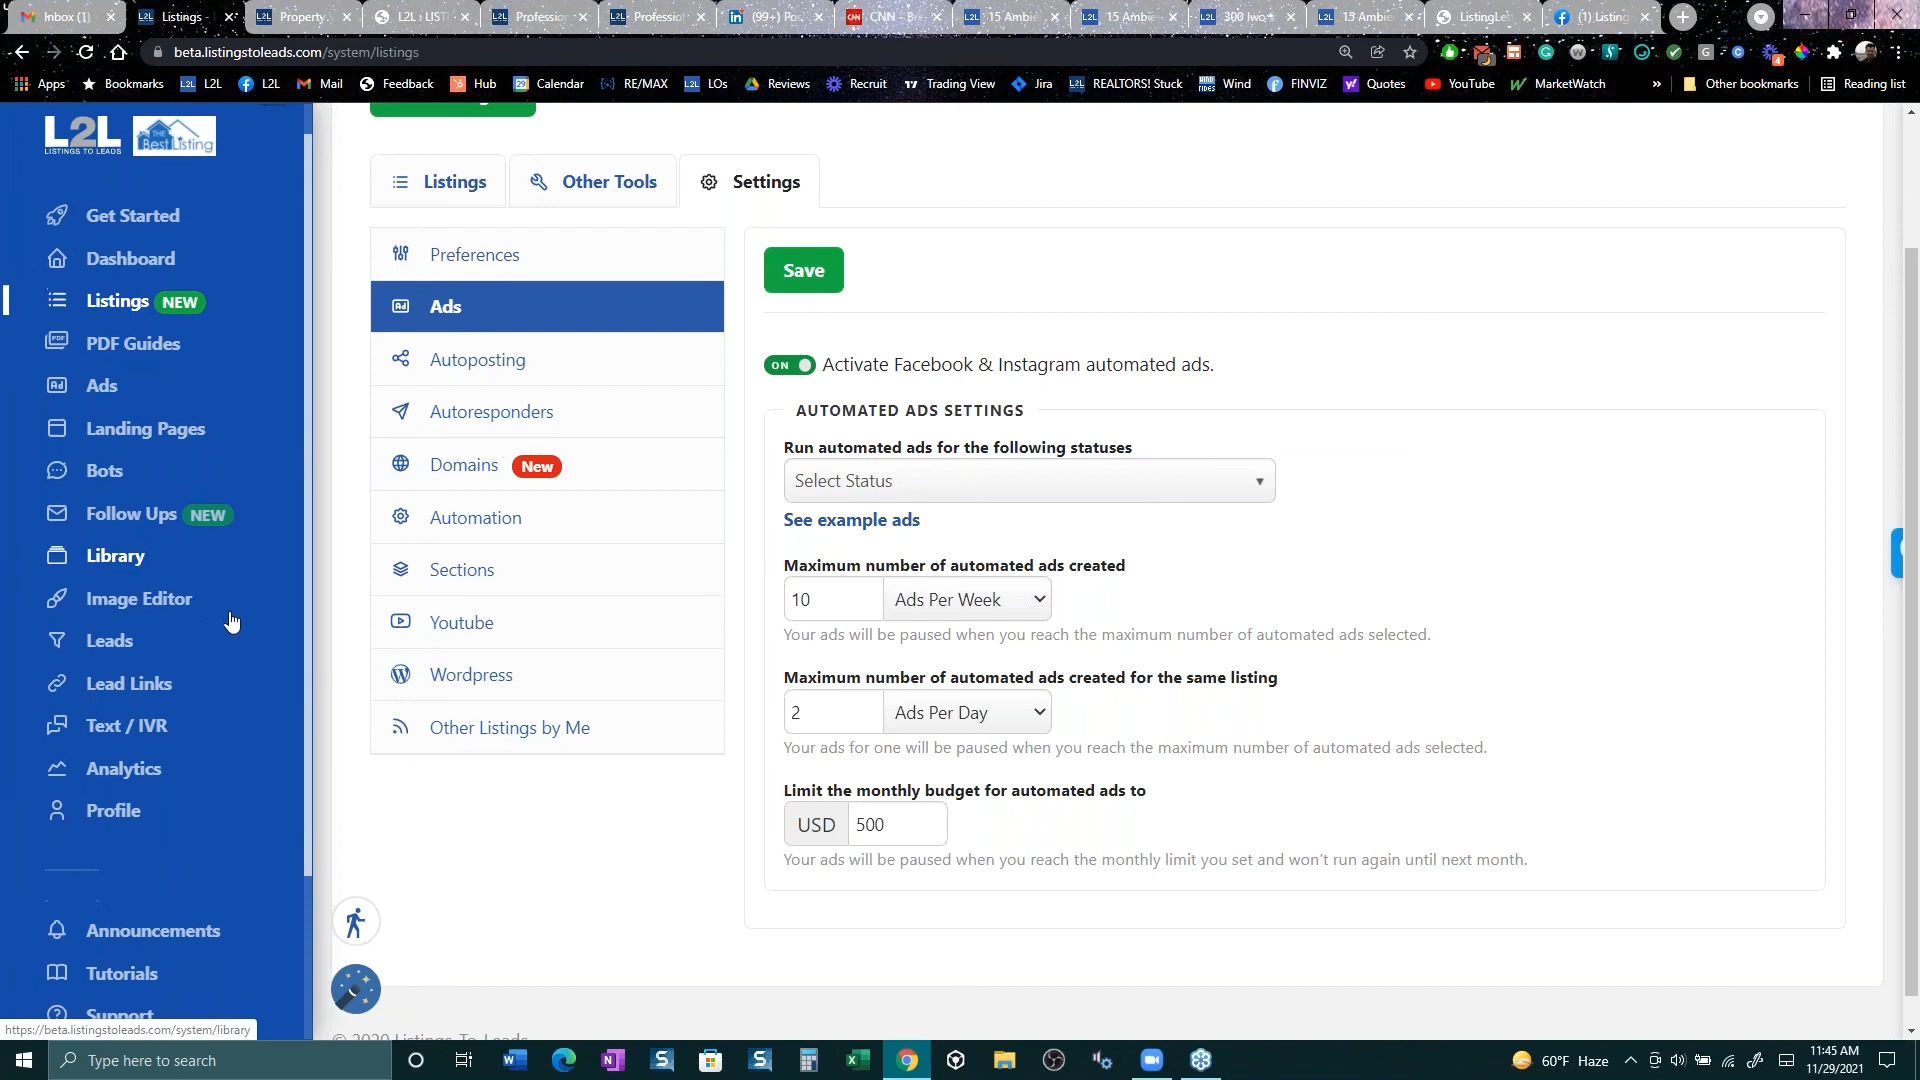 Inbox (1)
Listings -
Property
L2L : LIST
Profession
Professio
(99+) Pos
CNN - Bre
15 Ambie
15 Ambie
300 Iwo
13 Ambie
ListingLe
(1) Listing
beta.listingstoleads.com/system/listings
Apps
Bookmarks
L2L
L2L
Mail
Feedback
Hub
Calendar
RE/MAX
LOs
Reviews
Recruit
Trading View
Jira
REALTORS! Stuck
Wind
FINVIZ
Quotes
YouTube
MarketWatch
»
Other bookmarks
Reading list
L2L
LISTINGS TO LEADS
THE
Best Listing
Get Started
Dashboard
Listings NEW
PDF Guides
Ads
Landing Pages
Bots
Follow Ups NEW
Library
Image Editor
Leads
Lead Links
Text / IVR
Analytics
Profile
Announcements
Tutorials
Support
https://beta.listingstoleads.com/system/library
Listings
Other Tools
Settings
Preferences
Ads
Autoposting
Autoresponders
Domains New
Automation
Sections
Youtube
Wordpress
Other Listings by Me
Save
ON Activate Facebook & Instagram automated ads.
AUTOMATED ADS SETTINGS
Run automated ads for the following statuses
Select Status
See example ads
Maximum number of automated ads created
10 Ads Per Week
Your ads will be paused when you reach the maximum number of automated ads selected.
Maximum number of automated ads created for the same listing
2 Ads Per Day
Your ads for one will be paused when you reach the maximum number of automated ads selected.
Limit the monthly budget for automated ads to
USD 500
Your ads will be paused when you reach the monthly limit you set and won't run again until next month.
© 2020 Listings To Leads
Type here to search
60°F Haze
11:45 AM
11/29/2021